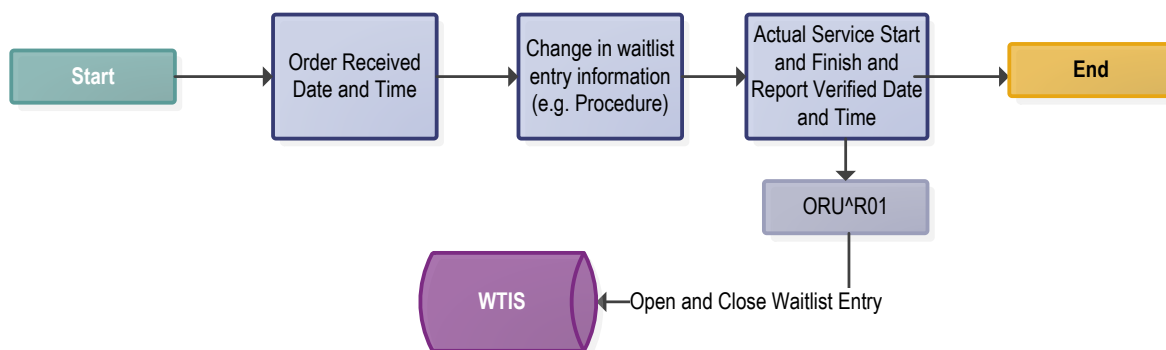 Start
Order Received
Date and Time
Change in waitlist
entry information
(e.g. Procedure)
Actual Service Start
and Finish and
Report Verified Date
and Time
End
ORU^R01
WTIS
Open and Close Waitlist Entry